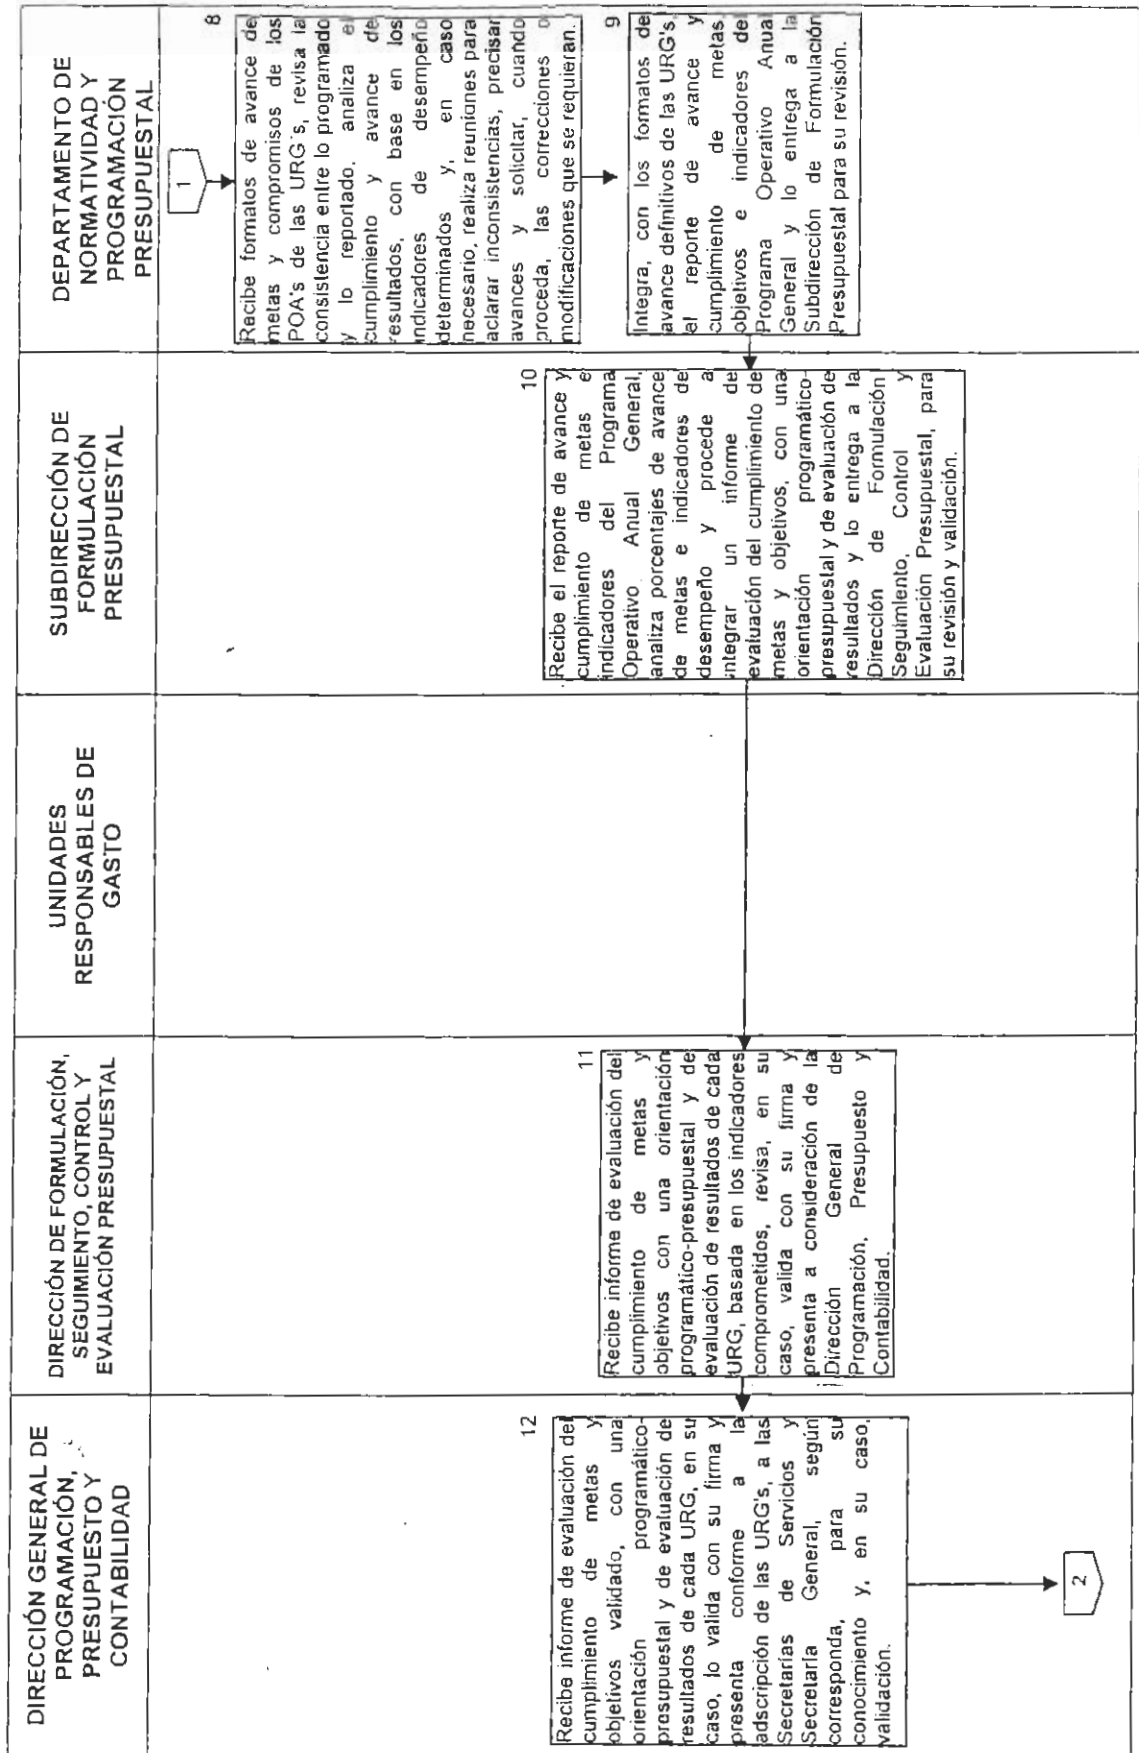 DIRECCIÓN GENERAL DE
PROGRAMACIÓN,
PRESUPUESTO Y
CONTABILIDAD
DIRECCIÓN DE FORMULACIÓN,
SEGUIMIENTO, CONTROL Y
EVALUACIÓN PRESUPUESTAL
UNIDADES
RESPONSABLES DE
GASTO
SUBDIRECCIÓN DE
FORMULACIÓN
PRESUPUESTAL
DEPARTAMENTO DE
NORMATIVIDAD Y
PROGRAMACIÓN
PRESUPUESTAL
1
8
Recibe formatos de avance de
metas y compromisos de los
POA's de las URG's, revisa la
consistencia entre lo programado
y lo reportado, analiza el
cumplimiento y avance de
resultados, con base en los
indicadores de desempeño
determinados y, en caso
necesario, realiza reuniones para
aclarar inconsistencias, precisar
avances y solicitar, cuando
proceda, las correcciones o
modificaciones que se requieran.
9
Integra, con los formatos de
avance definitivos de las URG's,
el reporte de avance y
cumplimiento de metas,
objetivos e indicadores de
Programa Operativo Anual
General y lo entrega a la
Subdirección de Formulación
Presupuestal para su revisión.
10
Recibe el reporte de avance y
cumplimiento de metas e
indicadores del Programa
Operativo Anual General,
analiza porcentajes de avance
de metas e indicadores de
desempeño y procede a
integrar un informe de
evaluación del cumplimiento de
metas y objetivos, con una
orientación programático-
presupuestal y de evaluación de
resultados y lo entrega a la
Dirección de Formulación
Seguimiento, Control y
Evaluación Presupuestal, para
su revisión y validación.
11
Recibe informe de evaluación del
cumplimiento de metas y
objetivos con una orientación
programático-presupuestal y de
evaluación de resultados de cada
URG, basada en los indicadores
comprometidos, revisa, en su
caso, valida con su firma y
presenta a consideración de la
Dirección General de
Programación, Presupuesto y
Contabilidad.
12
Recibe informe de evaluación del
cumplimiento de metas y
objetivos validado, con una
orientación programático-
presupuestal y de evaluación de
resultados de cada URG, en su
caso, lo valida con su firma y
presenta conforme a la
adscripción de las URG's, a las
Secretarías de Servicios y
Secretaría General, según
corresponda, para su
conocimiento y, en su caso,
validación.
2